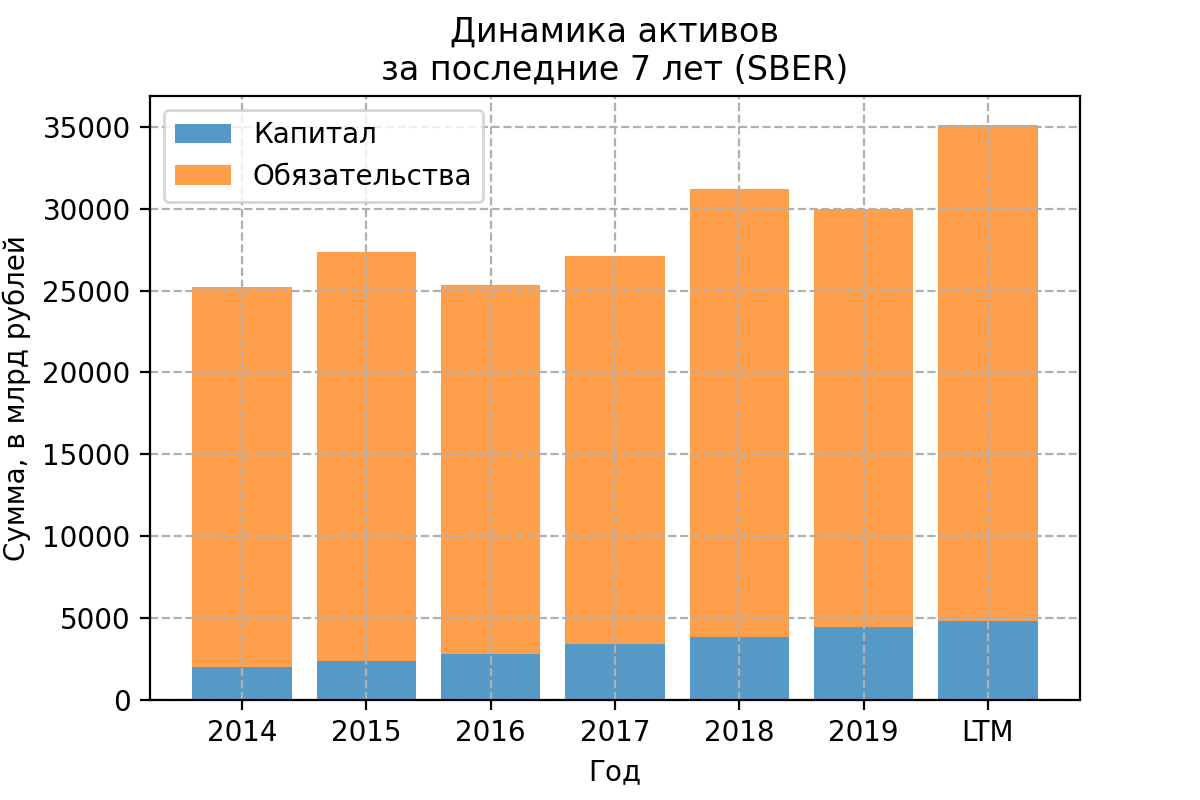 Динамика активов
за последние 7 лет (SBER)
Капитал
Обязательства
Сумма, в млрд рублей
35000
30000
25000
20000
15000
10000
5000
0
2014 2015 2016 2017 2018 2019 LTM
Год